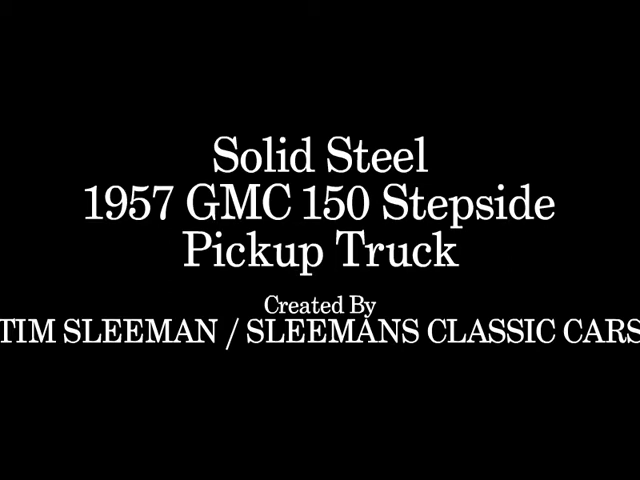 Solid Steel
1957 GMC 150 Stepside
Pickup Truck
Created By
TIM SLEEMAN / SLEEMANS CLASSIC CARS